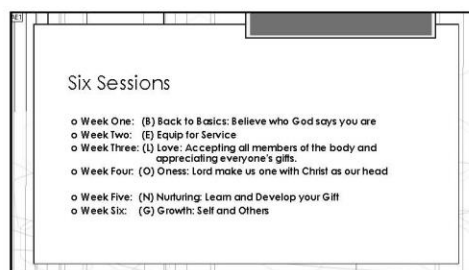 Six Sessions
o Week One: (B) Back to Basics: Believe who God says you are
o Week Two: (E) Equip for Service
o Week Three: (L) Love: Accepting all members of the body and
appreciating everyone's gifts.
o Week Four: (O) Oness: Lord make us one with Christ as our head
o Week Five: (N) Nurturing: Learn and Develop your Gift
o Week Six: (G) Growth: Self and Others